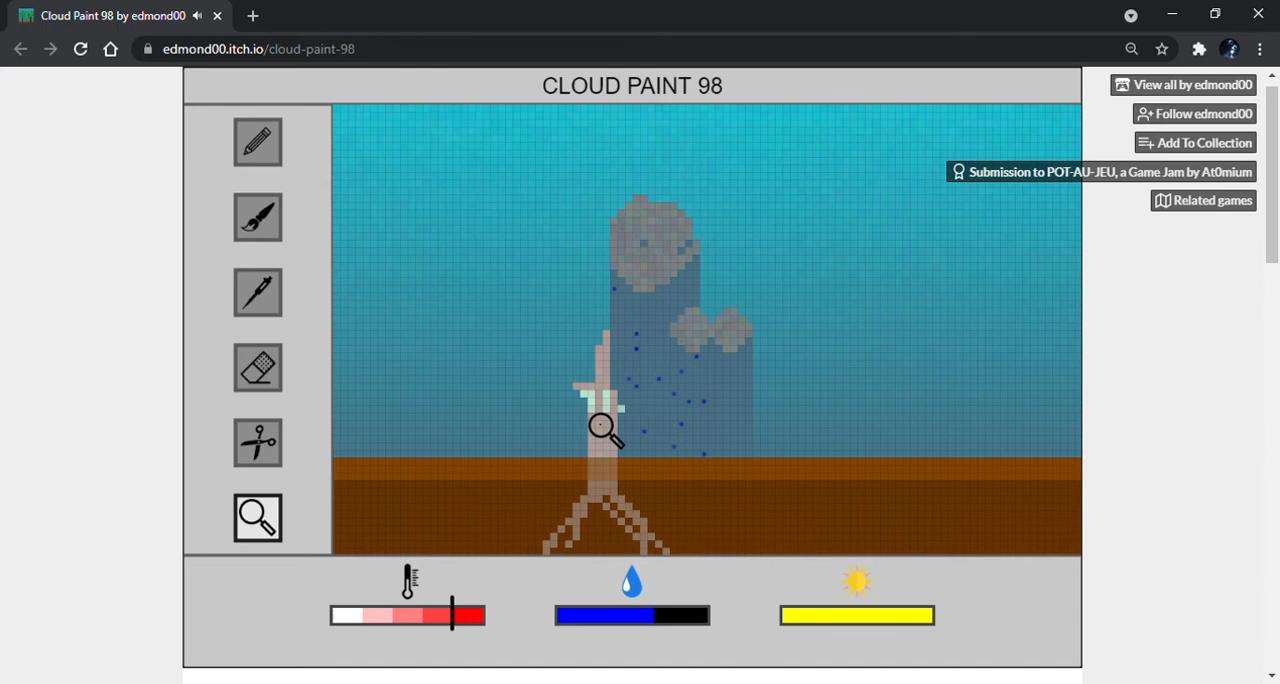 Cloud Paint 98 by edmond00
edmond00.itch.io/cloud-paint-98
CLOUD PAINT 98
View all by edmond00
Follow edmond00
Add To Collection
Submission to POT-AU-JEU, a Game Jam by At0mium
Related games